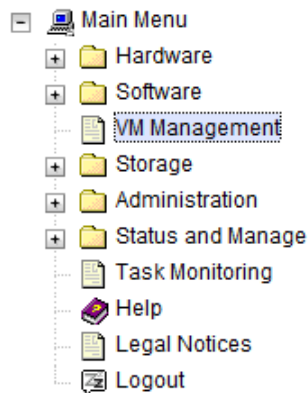 Main Menu
Hardware
Software
VM Management
Storage
Administration
Status and Manage
Task Monitoring
Help
Legal Notices
Logout